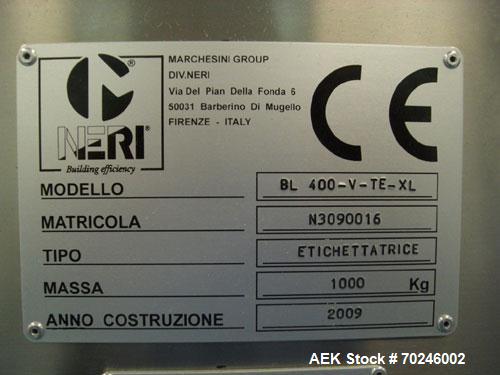 MARCHESINI GROUP
DIV.NERI
Via Del Pian Della Fonda 6
50031 Barberino Di Mugello
FIRENZE - ITALY
CE
NERI®
Building efficiency
MODELLO BL 400-V-TE-XL
MATRICOLA N3090016
TIPO ETICHETTATRICE
MASSA 1000 Kg
ANNO COSTRUZIONE 2009
AEK Stock # 70246002